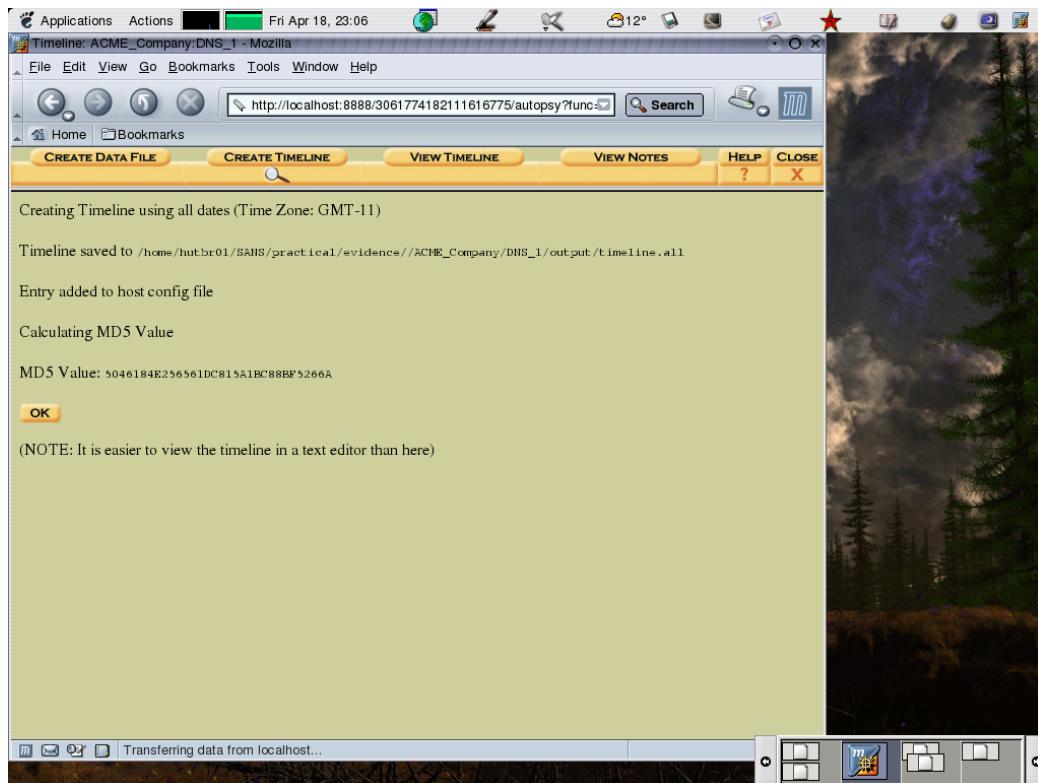 Applications Actions Fri Apr 18, 23:06 12°
Timeline: ACME_Company:DNS_1 - Mozilla
File Edit View Go Bookmarks Tools Window Help
http://localhost:8888/3061774182111616775/autopsy?func= Search
Home Bookmarks
CREATE DATA FILE CREATE TIMELINE VIEW TIMELINE VIEW NOTES HELP CLOSE
? X
Creating Timeline using all dates (Time Zone: GMT-11)
Timeline saved to /home/hutbr01/SANS/practical/evidence//ACME_Company/DNS_1/output/timeline.all
Entry added to host config file
Calculating MD5 Value
MD5 Value: 5046184E256561DC815A1BC88BF5266A
OK
(NOTE: It is easier to view the timeline in a text editor than here)
Transferring data from localhost...